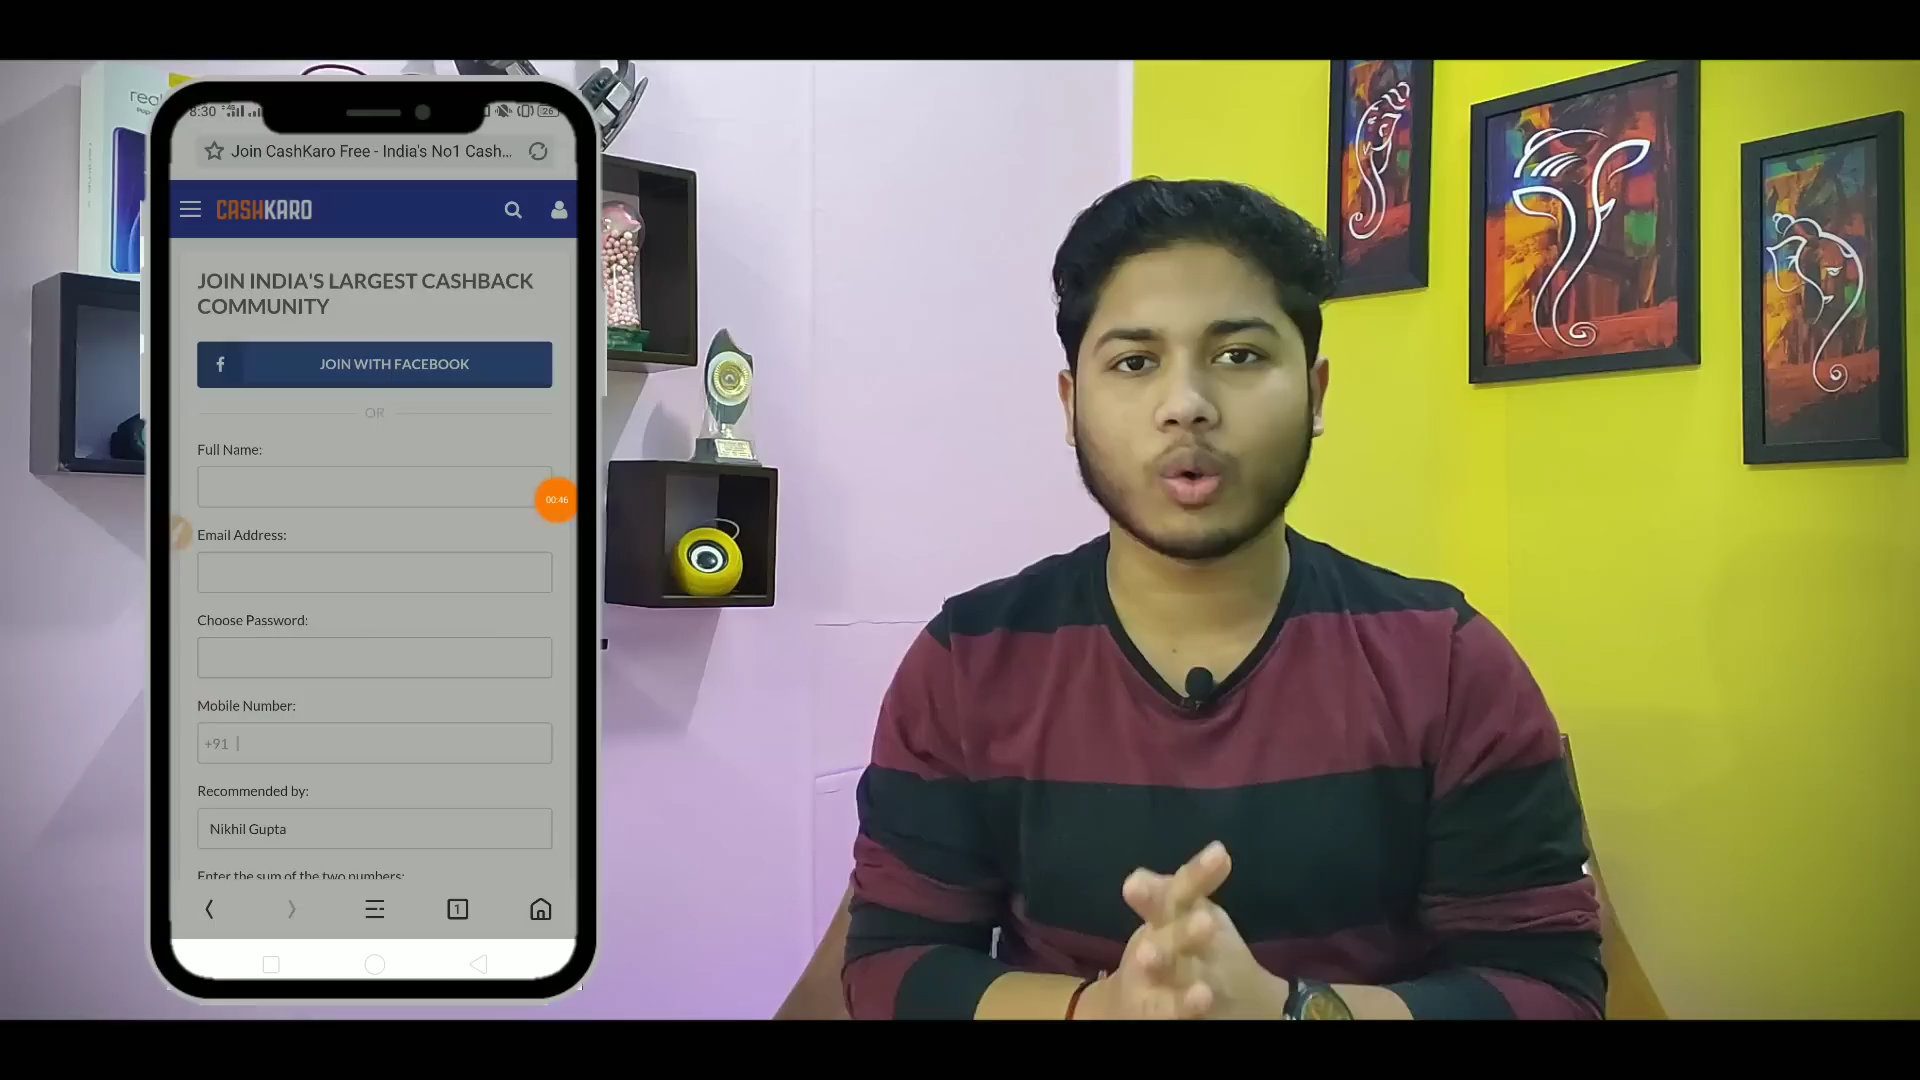 8:30
26
Join CashKaro Free - India's No1 Cash...
CASHKARO
JOIN INDIA'S LARGEST CASHBACK
COMMUNITY
f
JOIN WITH FACEBOOK
OR
Full Name:
00:46
Email Address:
Choose Password:
Mobile Number:
+91
Recommended by:
Nikhil Gupta
Enter the sum of the two numbers:
1